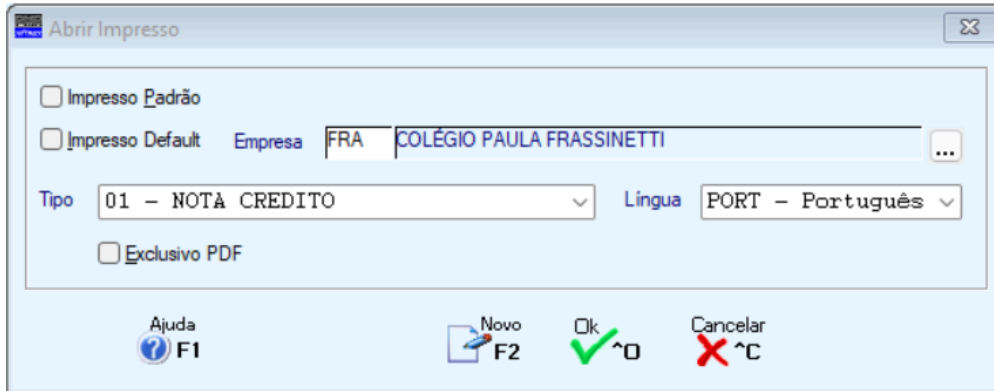 Abrir Impresso
Impresso Padrão
Impresso Default Empresa FRA COLÉGIO PAULA FRASSINETTI ...
Tipo 01 - NOTA CREDITO Língua PORT - Português
Exclusivo PDF
Ajuda Novo Ok Cancelar
F1 F2 ^O ^C